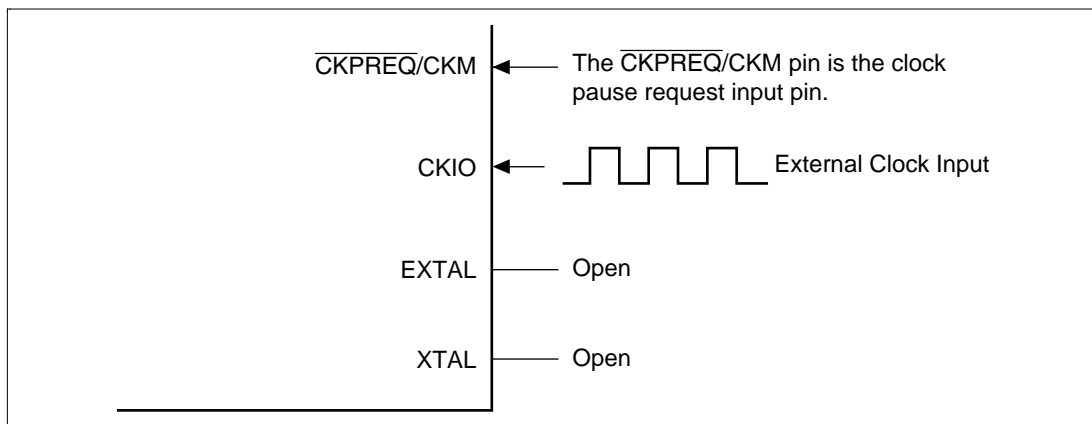 CKPREQ/CKM
The CKPREQ/CKM pin is the clock
pause request input pin.
CKIO
External Clock Input
EXTAL
Open
XTAL
Open